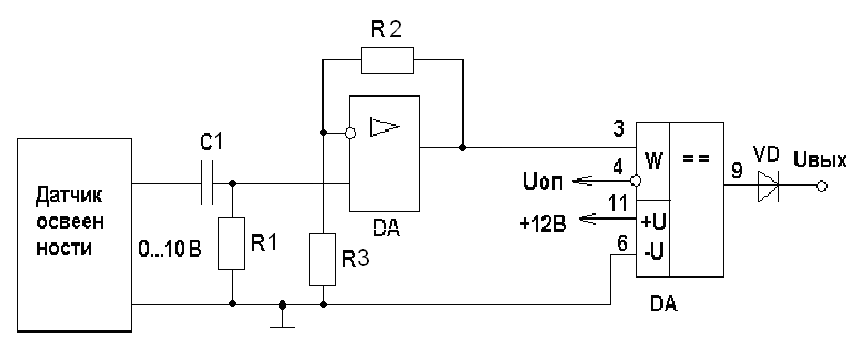 R2
C1
3
W
==
VD
Uвых
4
9
Uоп
Датчик
освеен
ности
11
DA
+12В
+U
0...10 В
R1
R3
6
-U
DA